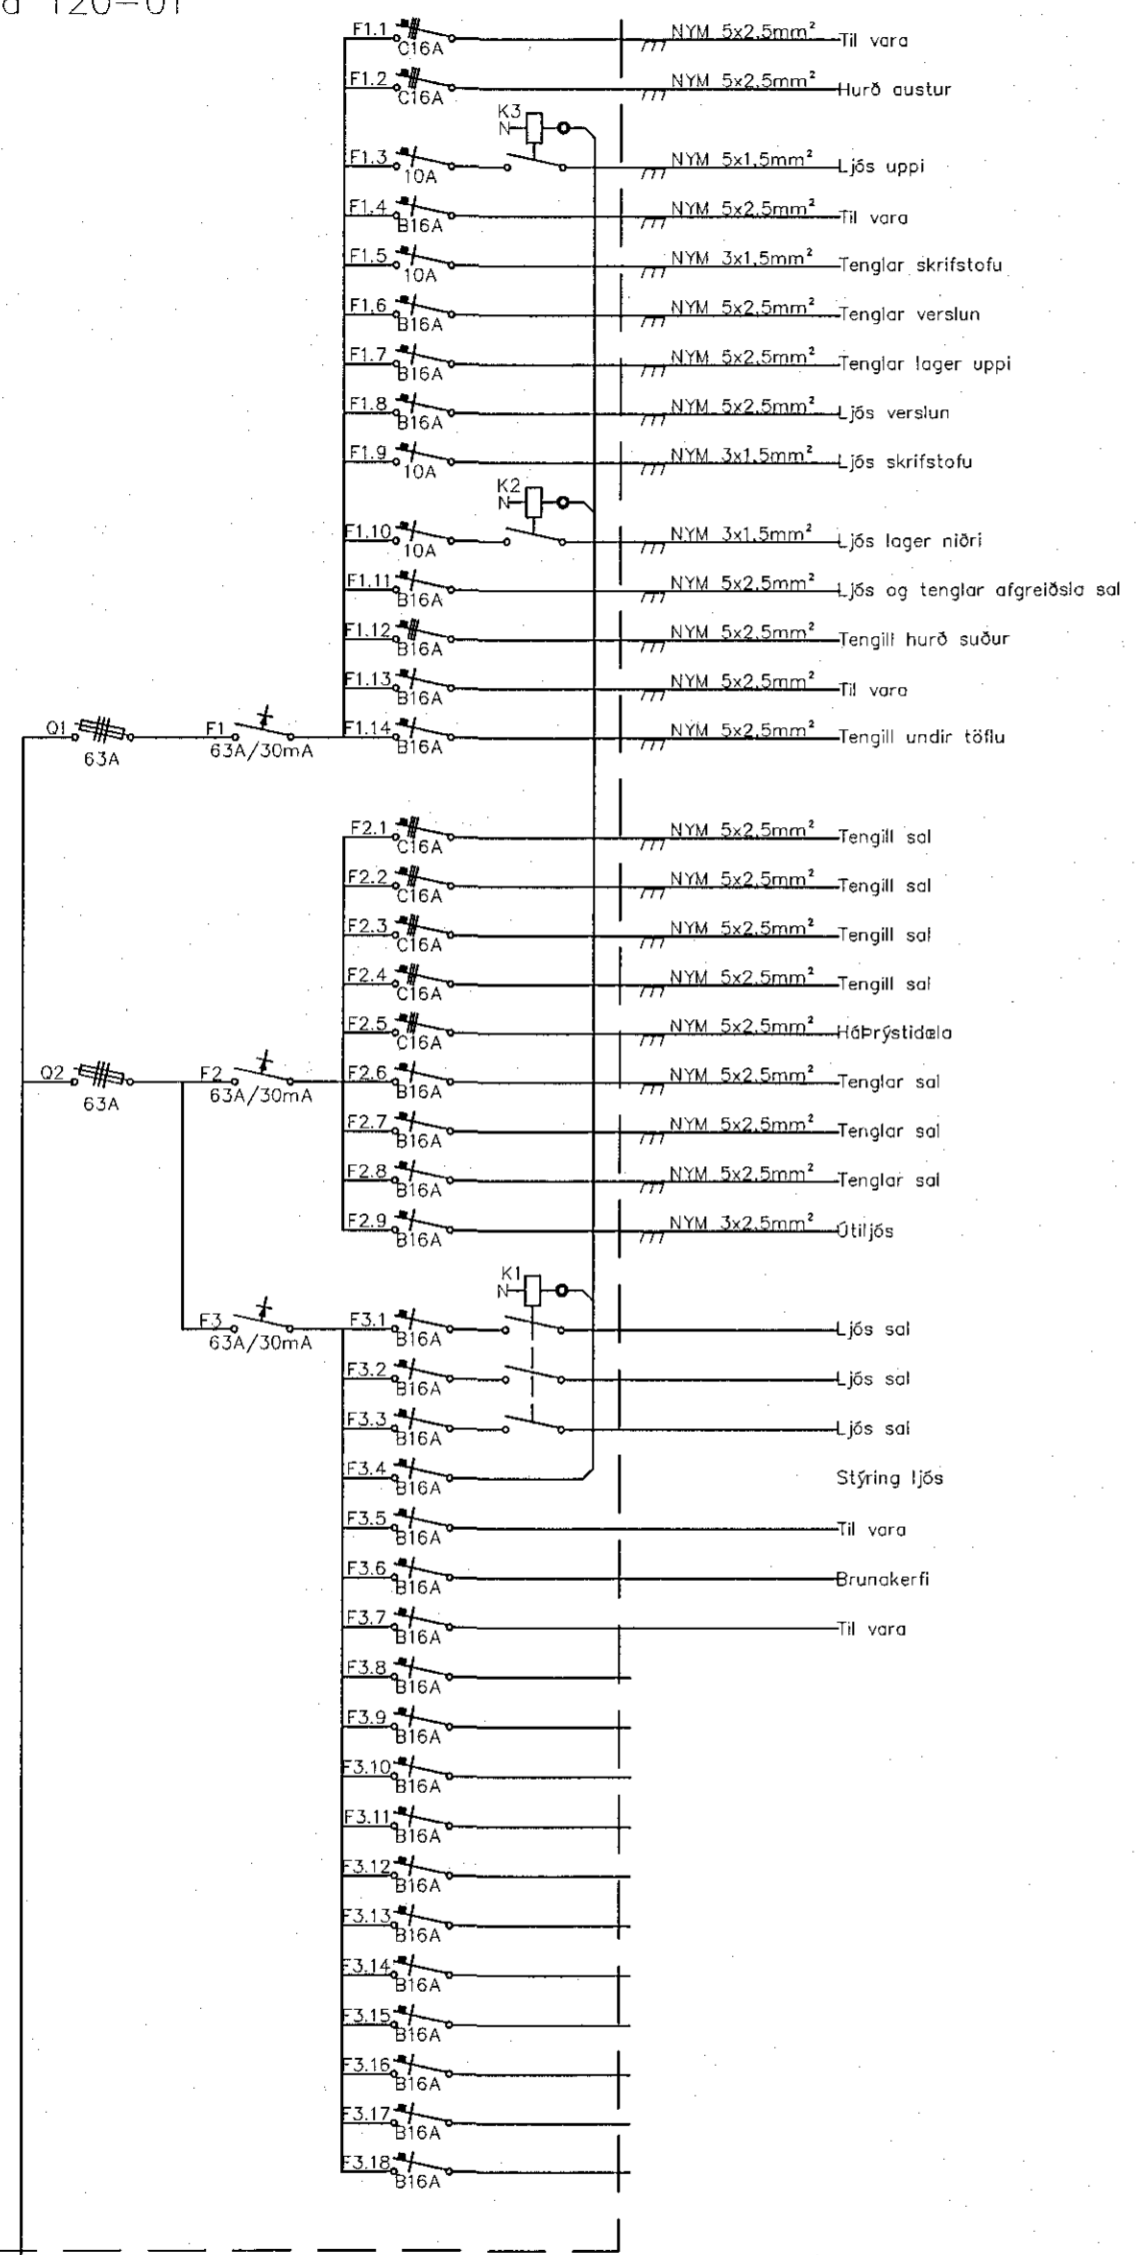 120-01
F1.1 NYM 5x2,5mm² Til vara
C16A
F1.2 NYM 5x2,5mm² Hurð austur
C16A
K3
N
F1.3 NYM 5x1,5mm² Ljós uppi
10A
F1.4 NYM 5x2,5mm² Til vara
B16A
F1.5 NYM 3x1,5mm² Tenglar skrifstofu
10A
F1.6 NYM 5x2,5mm² Tenglar verslun
B16A
F1.7 NYM 5x2,5mm² Tenglar lager uppi
B16A
F1.8 NYM 5x2,5mm² Ljós verslun
B16A
F1.9 NYM 3x1,5mm² Ljós skrifstofu
10A
K2
N
F1.10 NYM 3x1,5mm² Ljós lager niðri
10A
F1.11 NYM 5x2,5mm² Ljós og tenglar afgreiðsla sal
B16A
F1.12 NYM 5x2,5mm² Tengill hurð suður
B16A
F1.13 NYM 5x2,5mm² Til vara
B16A
Q1 F1 F1.14 NYM 5x2,5mm² Tengill undir töflu
63A 63A/30mA B16A
F2.1 NYM 5x2,5mm² Tengill sal
C16A
F2.2 NYM 5x2,5mm² Tengill sal
C16A
F2.3 NYM 5x2,5mm² Tengill sal
C16A
F2.4 NYM 5x2,5mm² Tengill sal
C16A
F2.5 NYM 5x2,5mm² Háþrýstidæla
C16A
Q2 F2 F2.6 NYM 5x2,5mm² Tenglar sal
63A 63A/30mA B16A
F2.7 NYM 5x2,5mm² Tenglar sal
B16A
F2.8 NYM 5x2,5mm² Tenglar sal
B16A
F2.9 NYM 3x2,5mm² Útiljós
B16A
K1
N
F3 F3.1 Ljós sal
63A/30mA B16A
F3.2 Ljós sal
B16A
F3.3 Ljós sal
B16A
F3.4 Stýring ljós
B16A
F3.5 Til vara
B16A
F3.6 Brunakerfi
B16A
F3.7 Til vara
B16A
F3.8
B16A
F3.9
B16A
F3.10
B16A
F3.11
B16A
F3.12
B16A
F3.13
B16A
F3.14
B16A
F3.15
B16A
F3.16
B16A
F3.17
B16A
F3.18
B16A